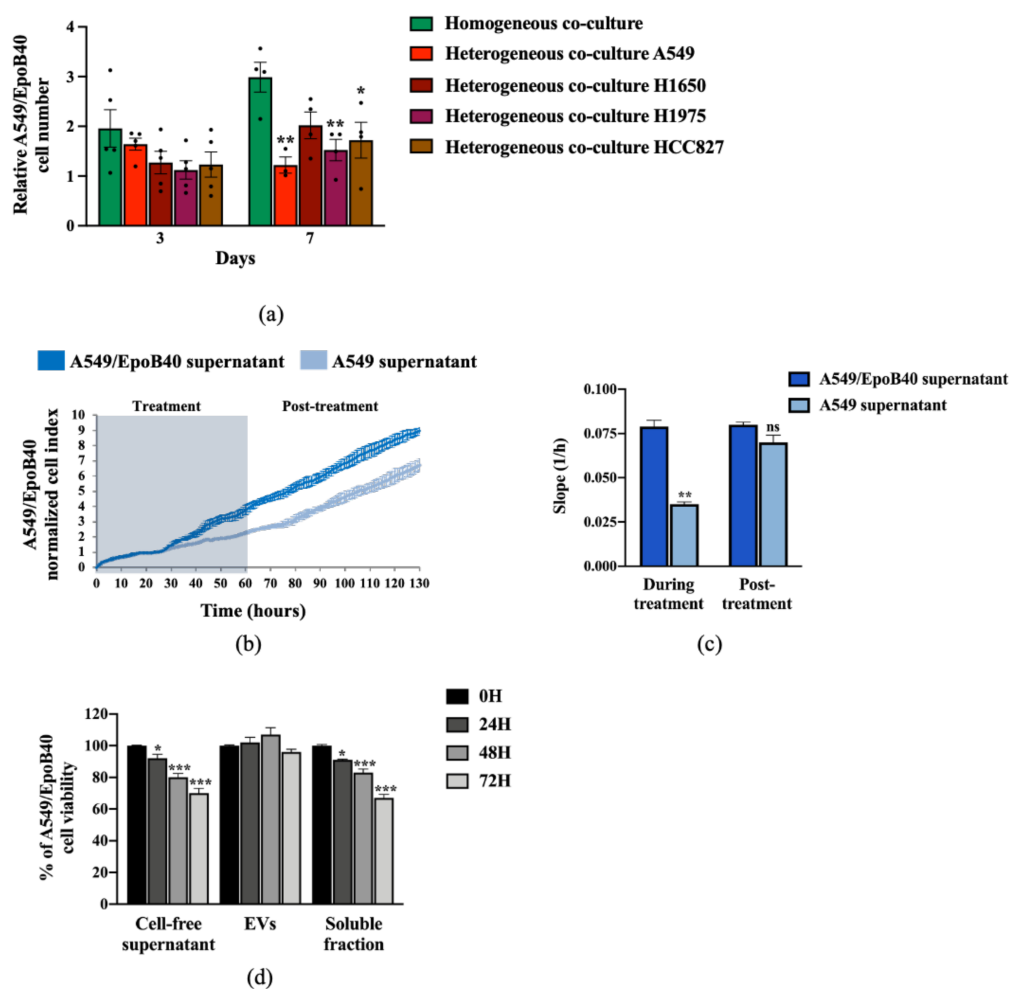 Relative A549/EpoB40
cell number
4
3
2
1
0
**
**
*
3
7
Days
Homogeneous co-culture
Heterogeneous co-culture A549
Heterogeneous co-culture H1650
Heterogeneous co-culture H1975
Heterogeneous co-culture HCC827
(a)
A549/EpoB40 supernatant
A549 supernatant
Treatment
Post-treatment
A549/EpoB40
normalized cell index
10
9
8
7
6
5
4
3
2
1
0
0 10 20 30 40 50 60 70 80 90 100 110 120 130
Time (hours)
(b)
A549/EpoB40 supernatant
A549 supernatant
Slope (1/h)
0.100
0.075
0.050
0.025
0.000
**
ns
During
treatment
Post-
treatment
(c)
% of A549/EpoB40
cell viability
120
100
80
60
40
20
0
*
***
***
*
***
***
Cell-free
supernatant
EVs
Soluble
fraction
0H
24H
48H
72H
(d)